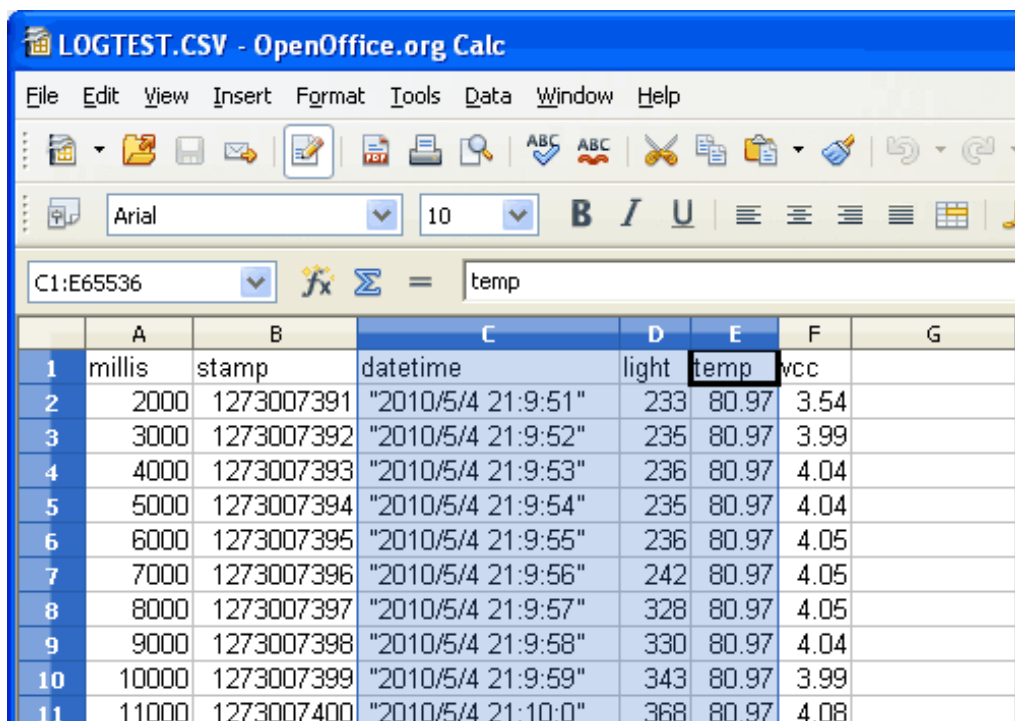 LOGTEST.CSV - OpenOffice.org Calc
File Edit View Insert Format Tools Data Window Help
PDF ABC ABC
Arial 10 B I U
C1:E65536 fx Σ = temp
A B C D E F G
1 millis stamp datetime light temp vcc
2 2000 1273007391 "2010/5/4 21:9:51" 233 80.97 3.54
3 3000 1273007392 "2010/5/4 21:9:52" 235 80.97 3.99
4 4000 1273007393 "2010/5/4 21:9:53" 236 80.97 4.04
5 5000 1273007394 "2010/5/4 21:9:54" 235 80.97 4.04
6 6000 1273007395 "2010/5/4 21:9:55" 236 80.97 4.05
7 7000 1273007396 "2010/5/4 21:9:56" 242 80.97 4.05
8 8000 1273007397 "2010/5/4 21:9:57" 328 80.97 4.05
9 9000 1273007398 "2010/5/4 21:9:58" 330 80.97 4.04
10 10000 1273007399 "2010/5/4 21:9:59" 343 80.97 3.99
11 11000 1273007400 "2010/5/4 21:10:0" 368 80.97 4.08